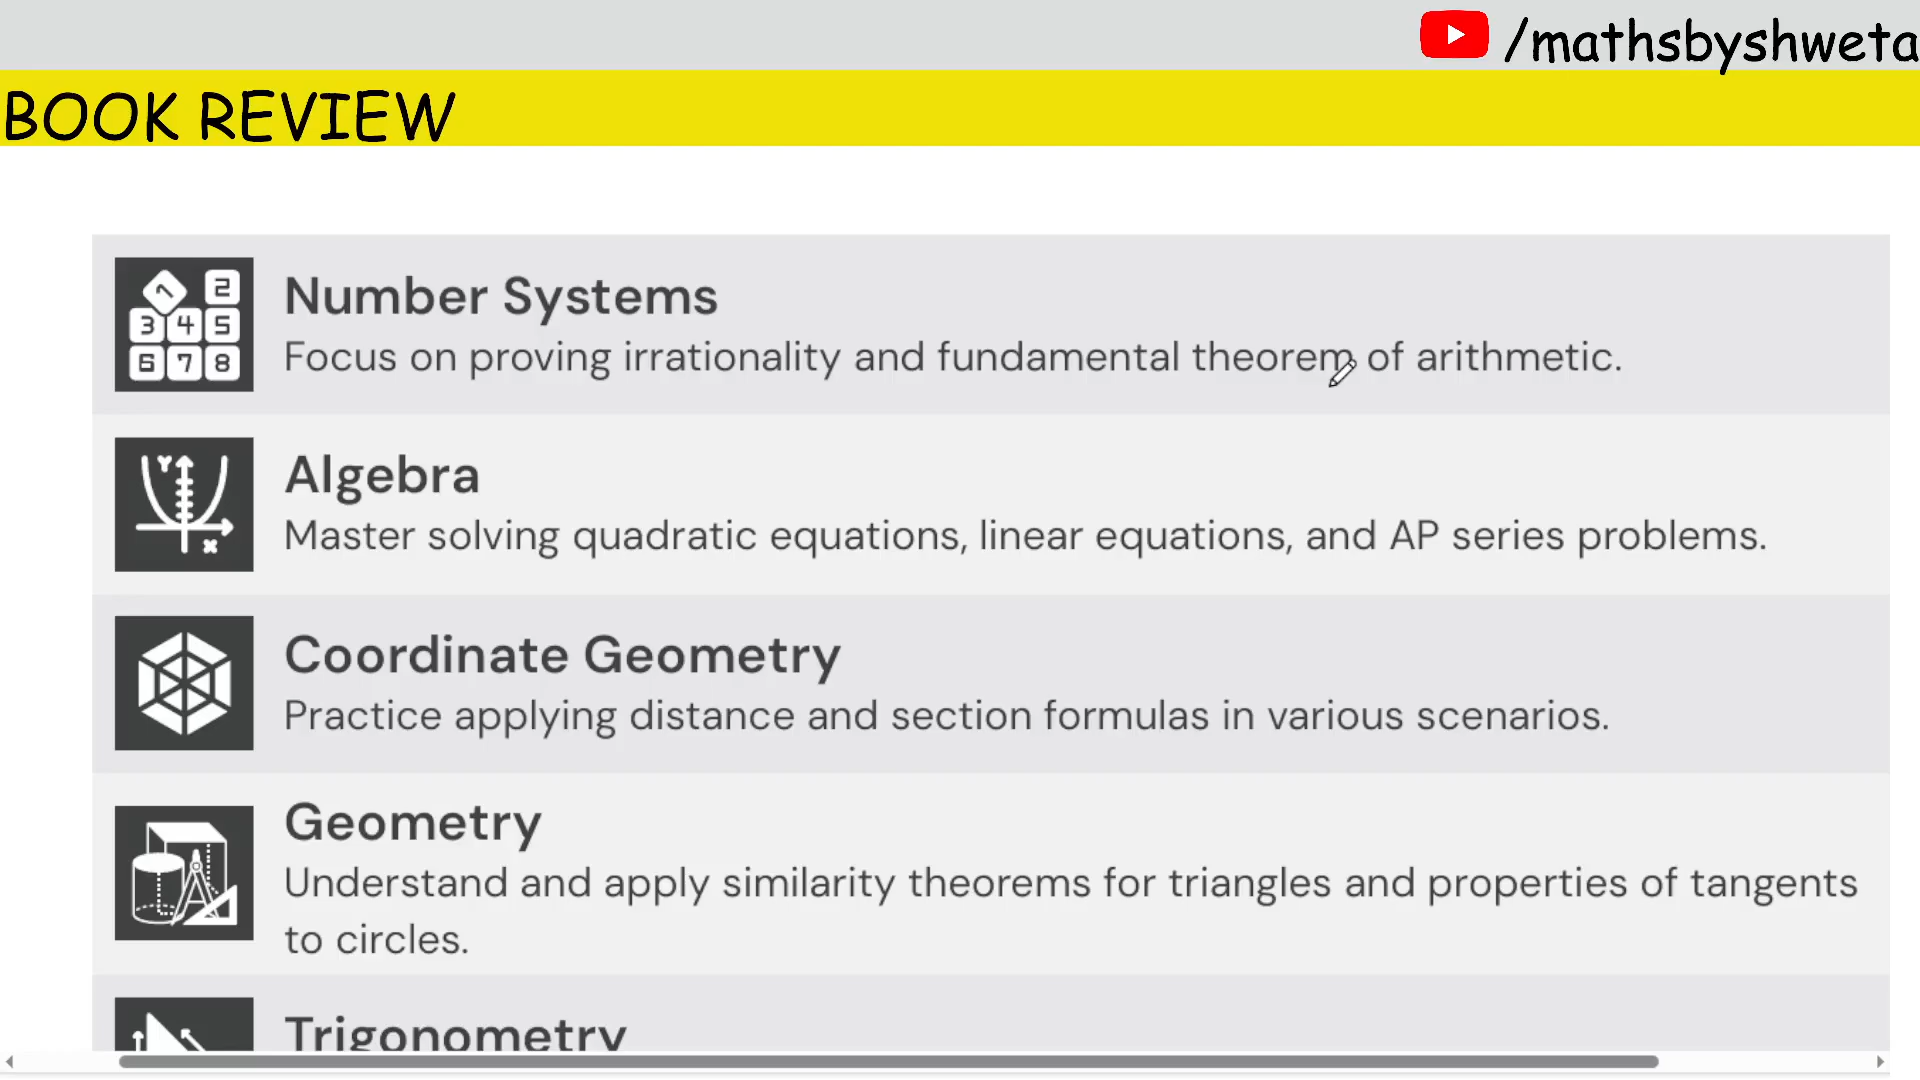 /mathsbyshweta
BOOK REVIEW
Number Systems
Focus on proving irrationality and fundamental theorem of arithmetic.
Algebra
Master solving quadratic equations, linear equations, and AP series problems.
Coordinate Geometry
Practice applying distance and section formulas in various scenarios.
Geometry
Understand and apply similarity theorems for triangles and properties of tangents
to circles.
Trigonometry
1 2
3 4 5
6 7 8
Y
x